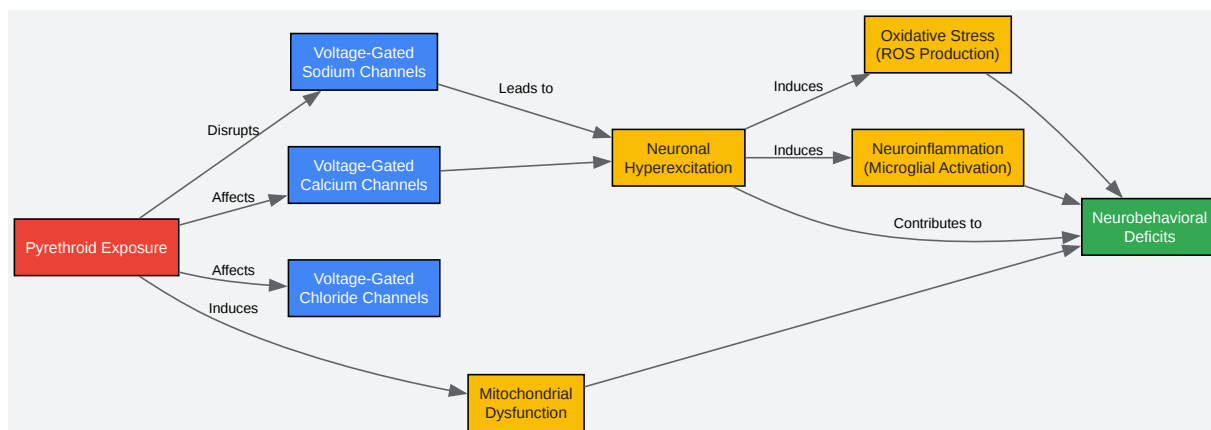 Oxidative Stress
(ROS Production)
Voltage-Gated
Sodium Channels
Induces
Leads to
Disrupts
Neuronal
Hyperexcitation
Induces
Neuroinflammation
(Microglial Activation)
Voltage-Gated
Calcium Channels
Affects
Contributes to
Neurobehavioral
Deficits
Pyrethroid Exposure
Affects
Voltage-Gated
Chloride Channels
Induces
Mitochondrial
Dysfunction